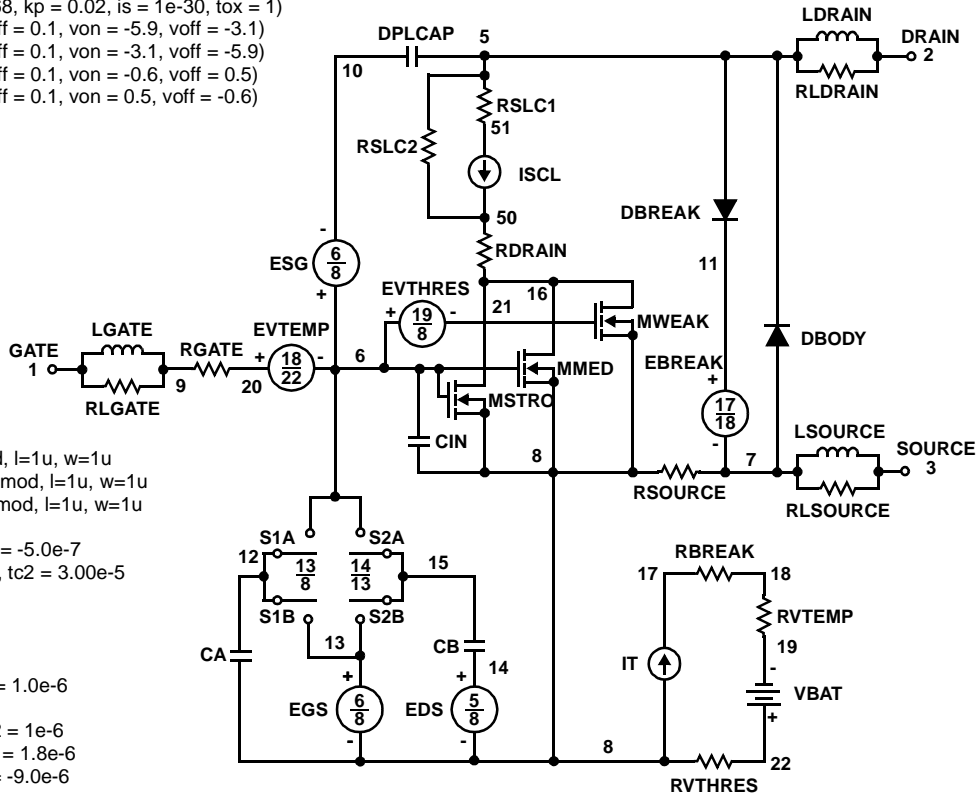 68, kp = 0.02, is = 1e-30, tox = 1)
ff = 0.1, von = -5.9, voff = -3.1)
ff = 0.1, von = -3.1, voff = -5.9)
ff = 0.1, von = -0.6, voff = 0.5)
ff = 0.1, von = 0.5, voff = -0.6)
LDRAIN
DPLCAP 5 DRAIN
10 2
RLDRAIN
RSLC1
51
RSLC2
ISCL
DBREAK
50
RDRAIN
ESG 6 8
- +
11
EVTHRES 16
+ 19 8 - 21
MWEAK
LGATE EVTEMP
GATE RGATE + 18 22 - 6 MMED EBREAK DBODY
1 9 20 +
RLGATE MSTRO 17 18
CIN -
LSOURCE
8 7 SOURCE
3
RSOURCE
RLSOURCE
d, l=1u, w=1u
mod, l=1u, w=1u
mod, l=1u, w=1u
= -5.0e-7
, tc2 = 3.00e-5
S1A S2A
12 13 8 14 13 15
S1B S2B
13
CA CB
14
+ +
EGS 6 8 EDS 5 8
- -
RBREAK
17 18
RVTEMP
19
IT -
VBAT
+
8 22
RVTHRES
= 1.0e-6
2 = 1e-6
= 1.8e-6
= -9.0e-6